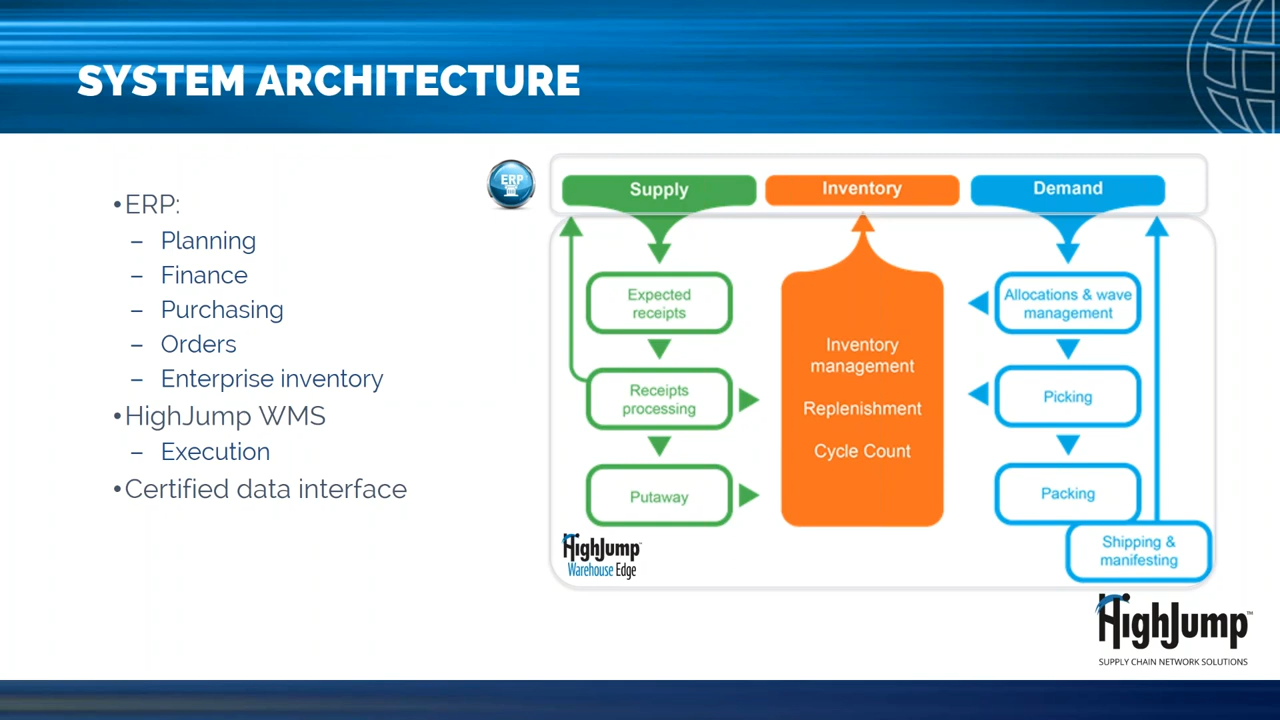 SYSTEM ARCHITECTURE
•ERP:
– Planning
– Finance
– Purchasing
– Orders
– Enterprise inventory
•HighJump WMS
– Execution
•Certified data interface
ERP
Supply
Inventory
Demand
Expected
receipts
Receipts
processing
Putaway
Inventory
management
Replenishment
Cycle Count
Allocations & wave
management
Picking
Packing
Shipping &
manifesting
HighJump™
Warehouse Edge
HighJump™
SUPPLY CHAIN NETWORK SOLUTIONS